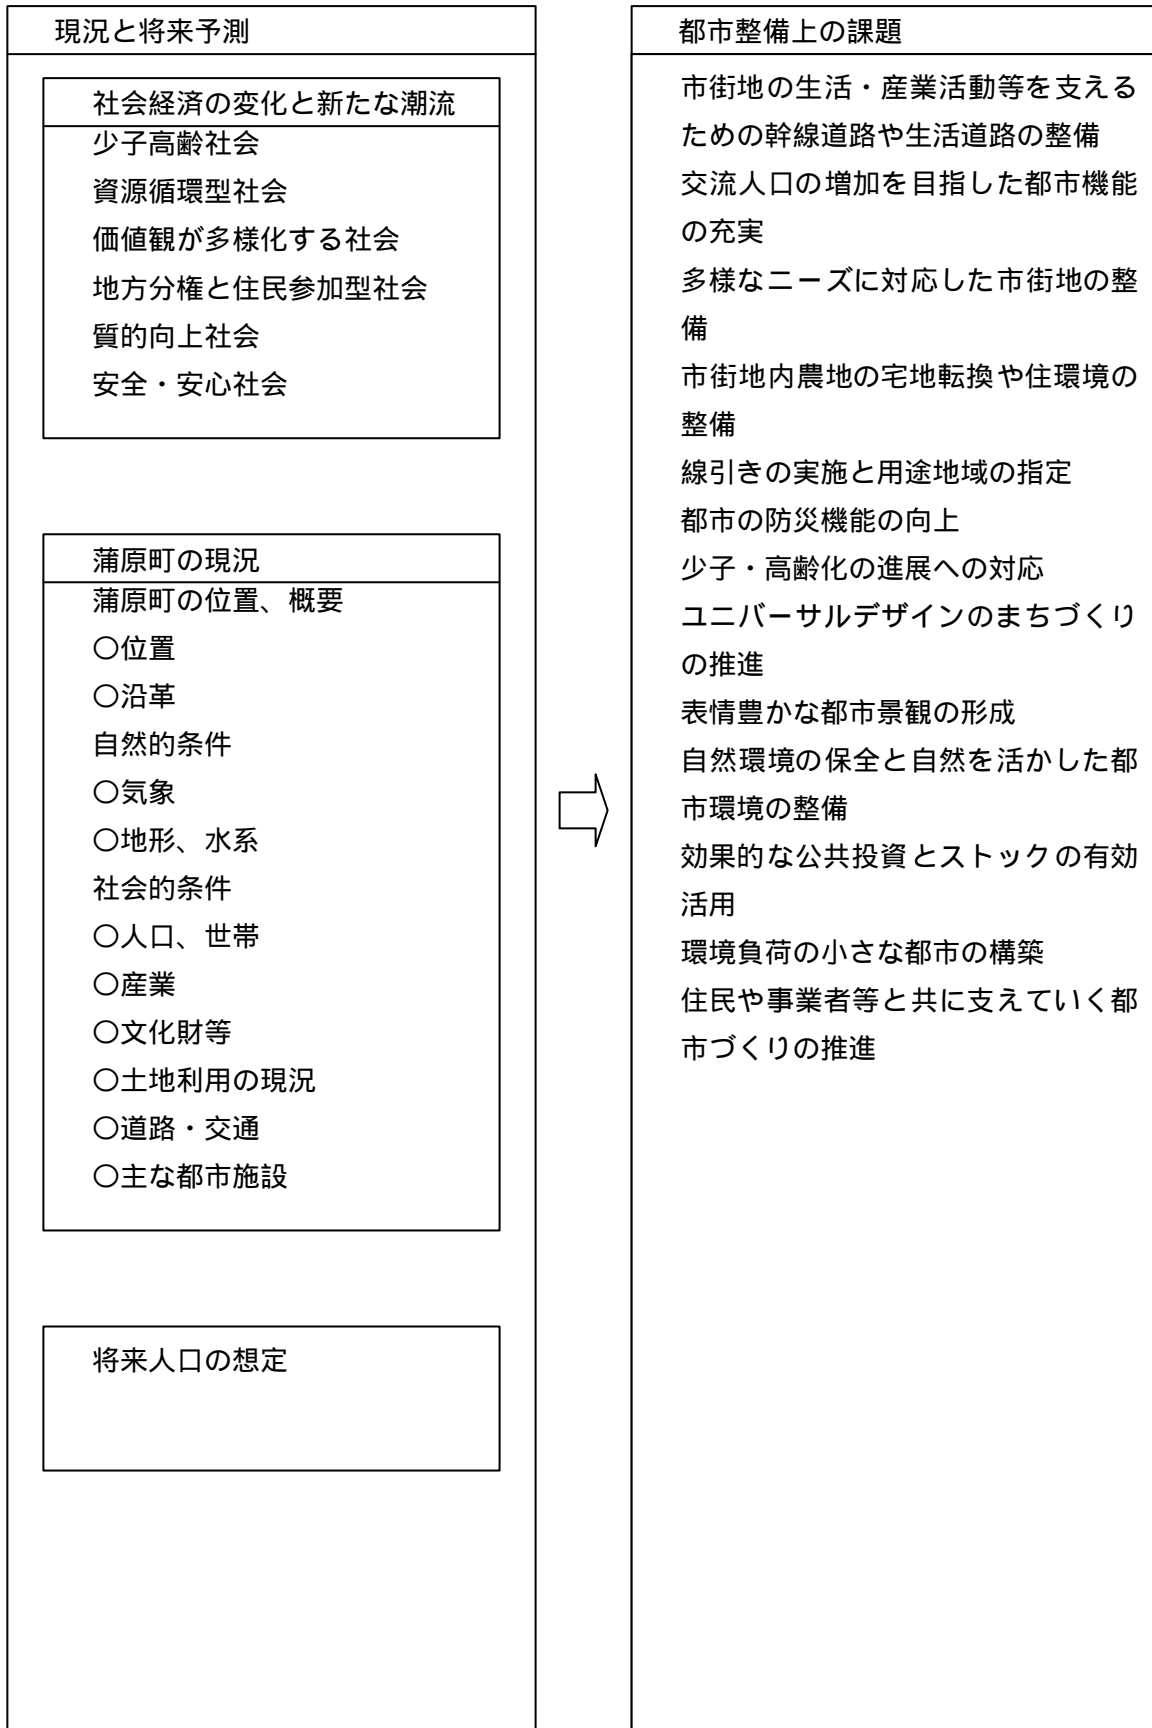 現況と将来予測
社会経済の変化と新たな潮流
少子高齢社会
資源循環型社会
価値観が多様化する社会
地方分権と住民参加型社会
質的向上社会
安全・安心社会
蒲原町の現況
蒲原町の位置、概要
○位置
○沿革
自然的条件
○気象
○地形、水系
社会的条件
○人口、世帯
○産業
○文化財等
○土地利用の現況
○道路・交通
○主な都市施設
将来人口の想定
都市整備上の課題
市街地の生活・産業活動等を支える
ための幹線道路や生活道路の整備
交流人口の増加を目指した都市機能
の充実
多様なニーズに対応した市街地の整
備
市街地内農地の宅地転換や住環境の
整備
線引きの実施と用途地域の指定
都市の防災機能の向上
少子・高齢化の進展への対応
ユニバーサルデザインのまちづくり
の推進
表情豊かな都市景観の形成
自然環境の保全と自然を活かした都
市環境の整備
効果的な公共投資とストックの有効
活用
環境負荷の小さな都市の構築
住民や事業者等と共に支えていく都
市づくりの推進